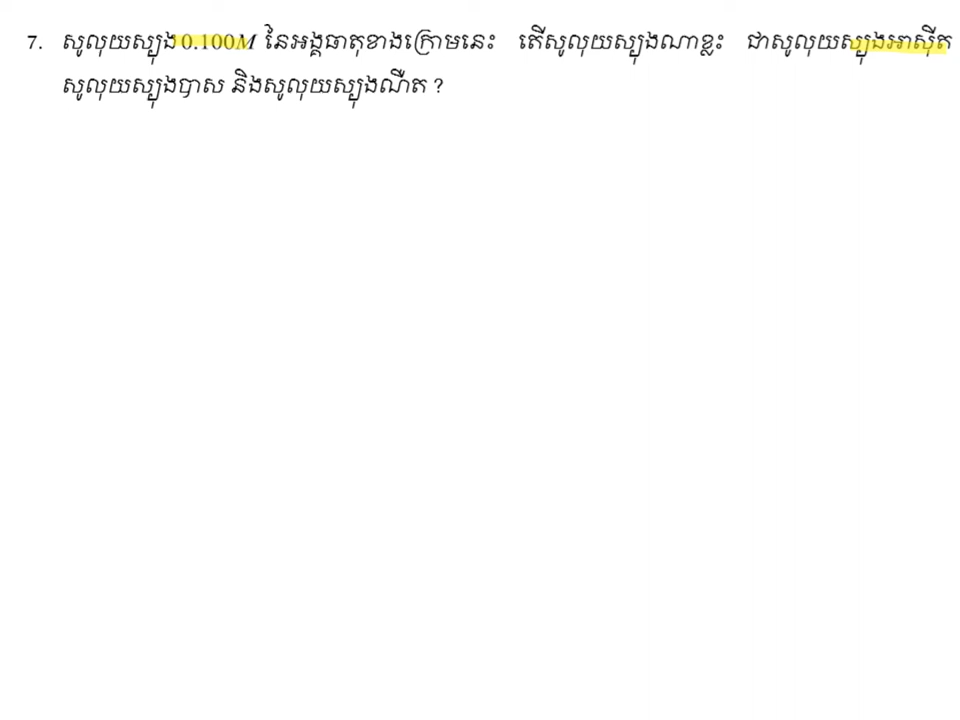 7. សូលុយស្យុង 0.100M នៃអង្គធាតុខាងក្រោមនេះ តើសូលុយស្យុងណាខ្លះ ជាសូលុយស្យុងអាស៊ីត
សូលុយស្យុងបាស និងសូលុយស្យុងណឺត ?